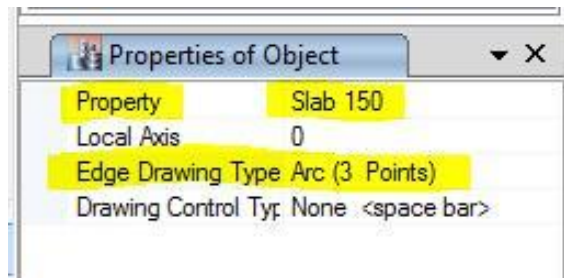 Properties of Object
Property Slab 150
Local Axis 0
Edge Drawing Type Arc (3 Points)
Drawing Control Typ None <space bar>